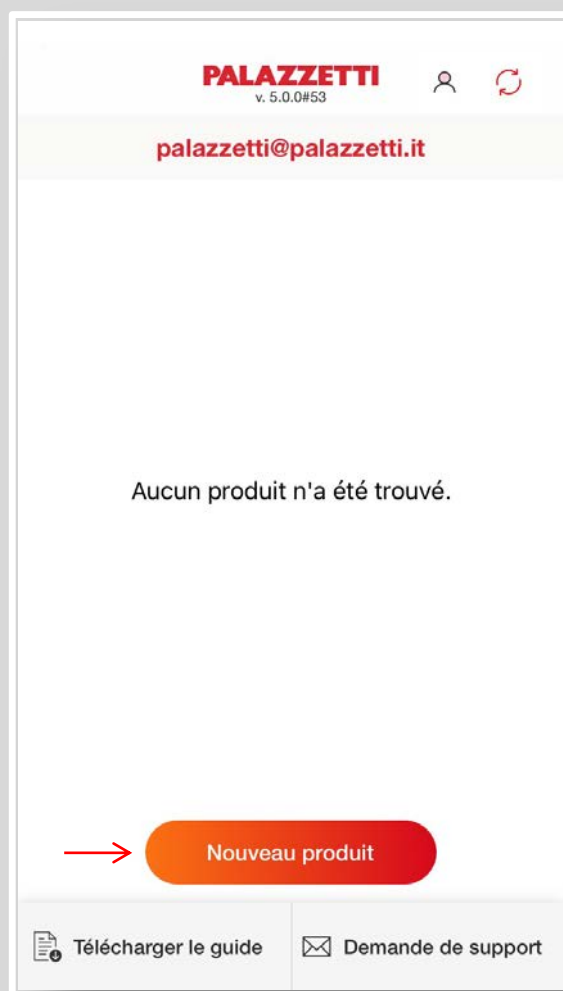 PALAZZETTI
v. 5.0.0#53
palazzetti@palazzetti.it
Aucun produit n'a été trouvé.
Nouveau produit
Télécharger le guide
Demande de support